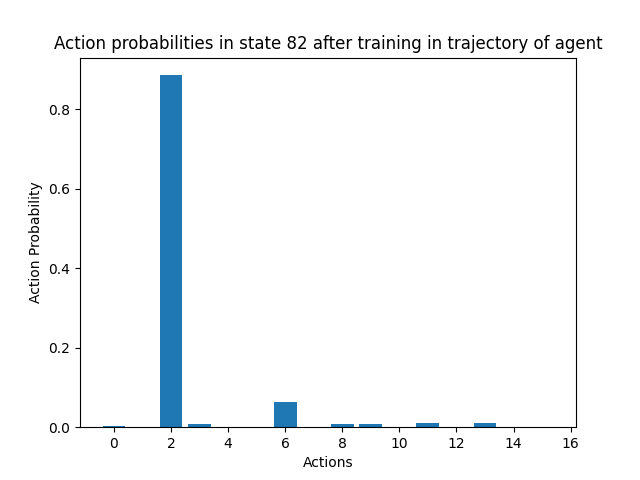 Action probabilities in state 82 after training in trajectory of agent
Action Probability
0.8
0.6
0.4
0.2
0.0
0 2 4 6 8 10 12 14 16
Actions